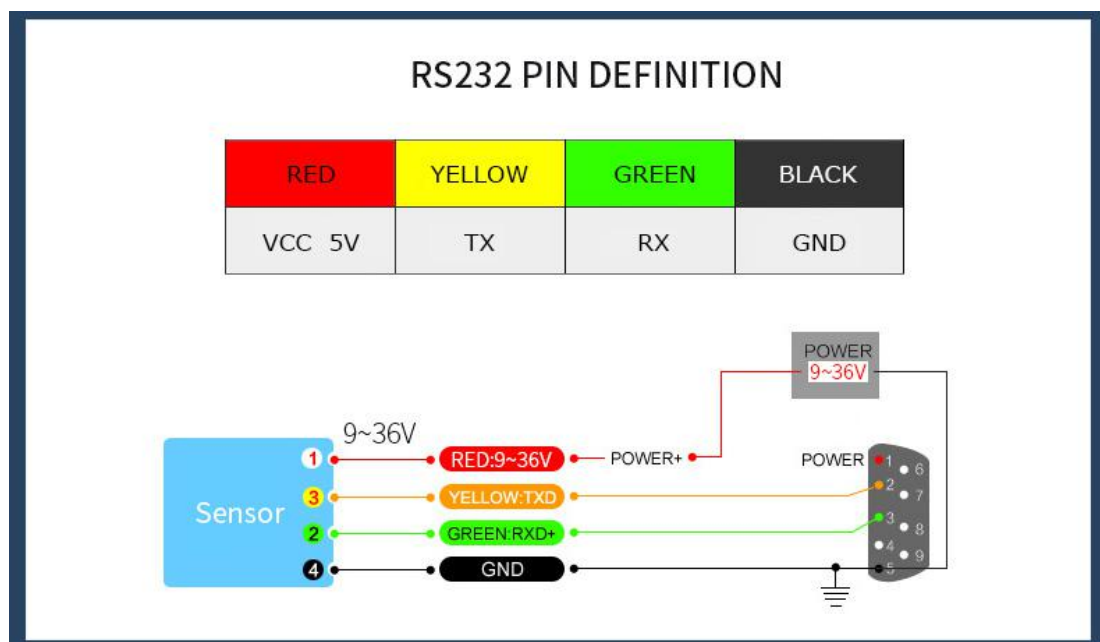 RS232 PIN DEFINITION
RED YELLOW GREEN BLACK
VCC 5V TX RX GND
POWER
9~36V
9~36V
1 RED:9~36V POWER+ POWER 1 6
3 YELLOW:TXD 2 7
Sensor
2 GREEN:RXD+ 3 8
4 GND 4 9
5